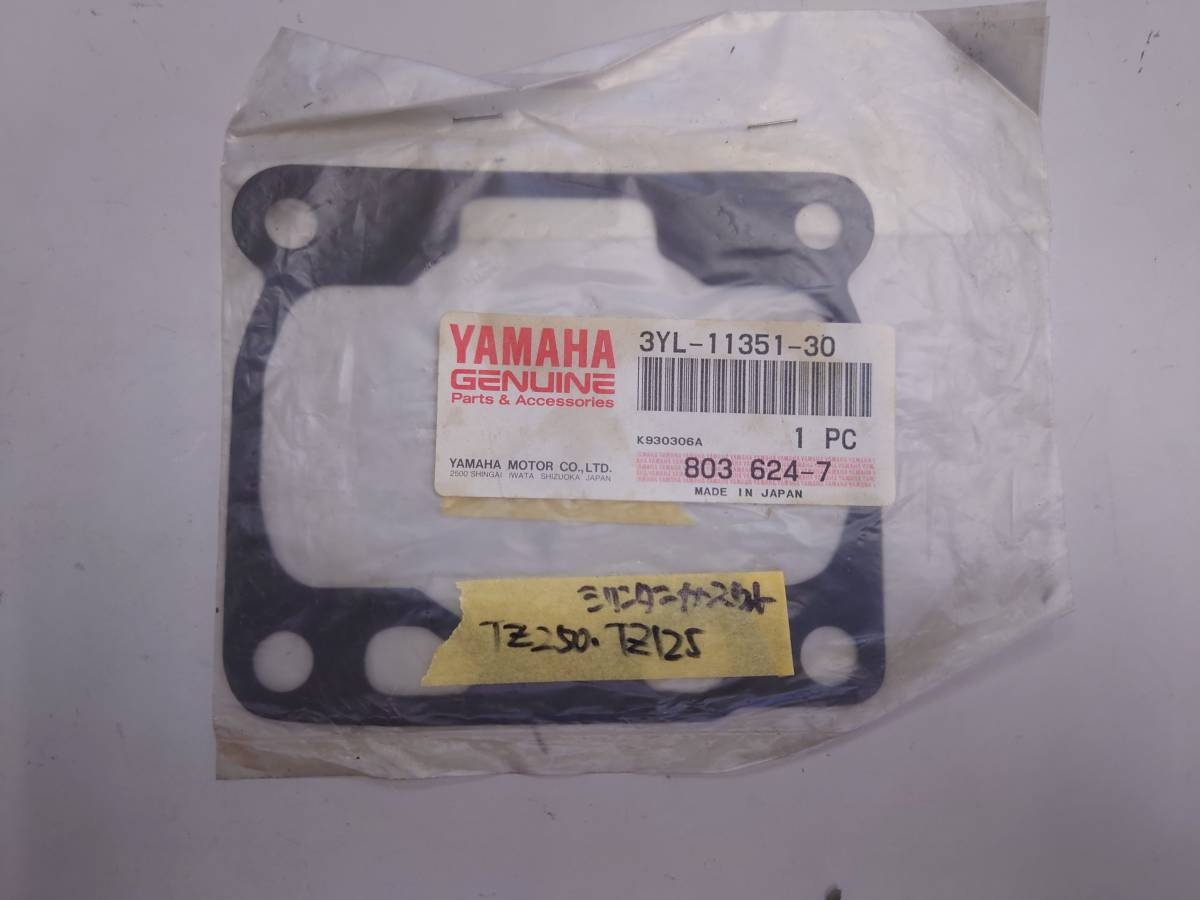 YAMAHA
GENUINE
Parts & Accessories
3YL-11351-30
K930306A
1 PC
YAMAHA MOTOR CO.,LTD.
2500 SHINGAI IWATA SHIZUOKA JAPAN
803 624-7
MADE IN JAPAN
シリンダーガスケット
TZ250. TZ125